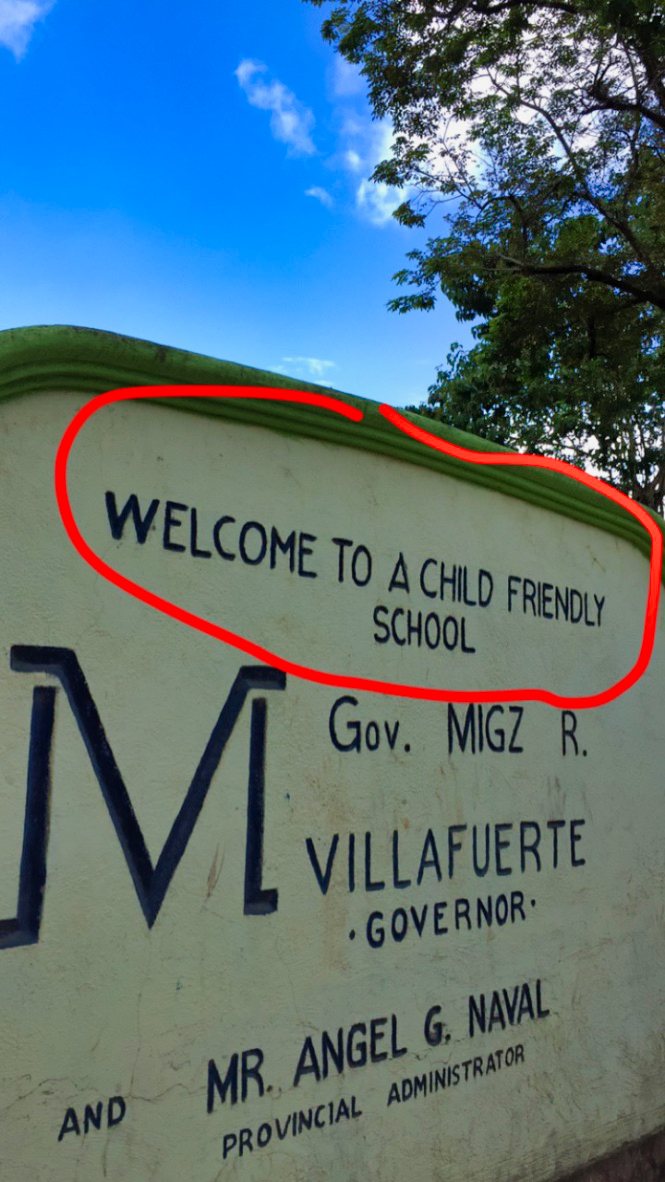 WELCOME TO A CHILD FRIENDLY
SCHOOL
M
GOV. MIGZ R.
VILLAFUERTE
·GOVERNOR·
AND MR. ANGEL G. NAVAL
PROVINCIAL ADMINISTRATOR